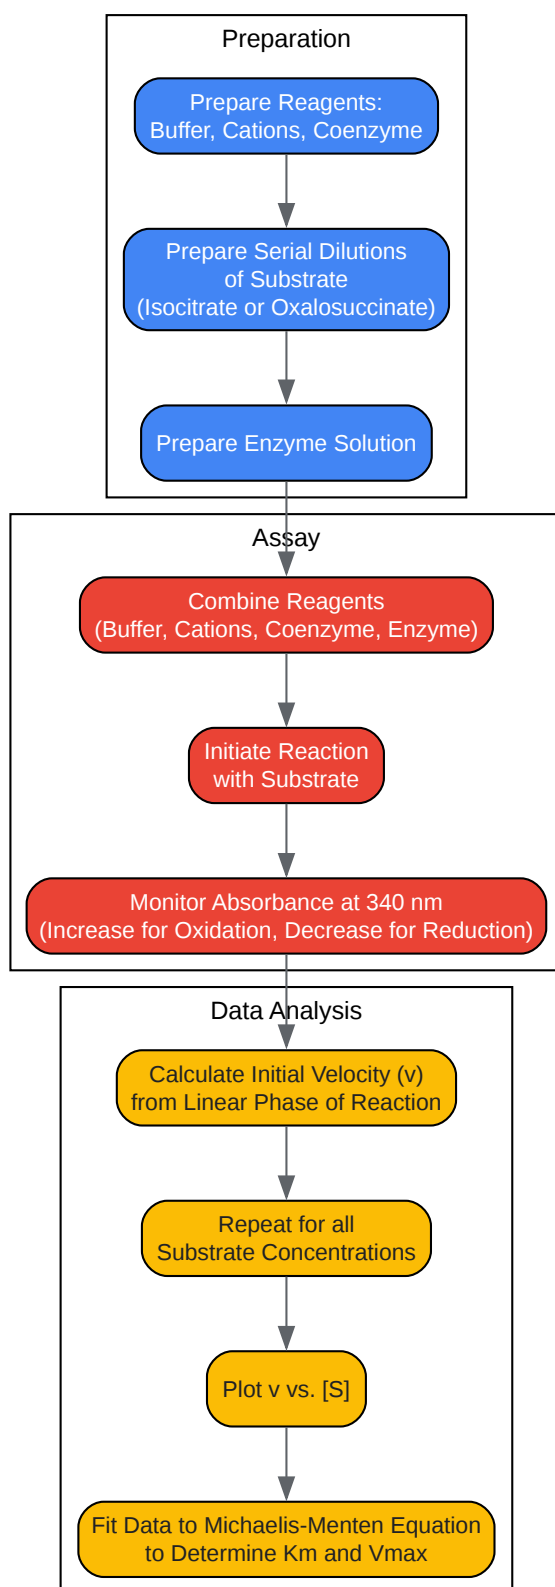 Preparation
Prepare Reagents:
Buffer, Cations, Coenzyme
Prepare Serial Dilutions
of Substrate
(Isocitrate or Oxalosuccinate)
Prepare Enzyme Solution
Assay
Combine Reagents
(Buffer, Cations, Coenzyme, Enzyme)
Initiate Reaction
with Substrate
Monitor Absorbance at 340 nm
(Increase for Oxidation, Decrease for Reduction)
Data Analysis
Calculate Initial Velocity (v)
from Linear Phase of Reaction
Repeat for all
Substrate Concentrations
Plot v vs. [S]
Fit Data to Michaelis-Menten Equation
to Determine Km and Vmax